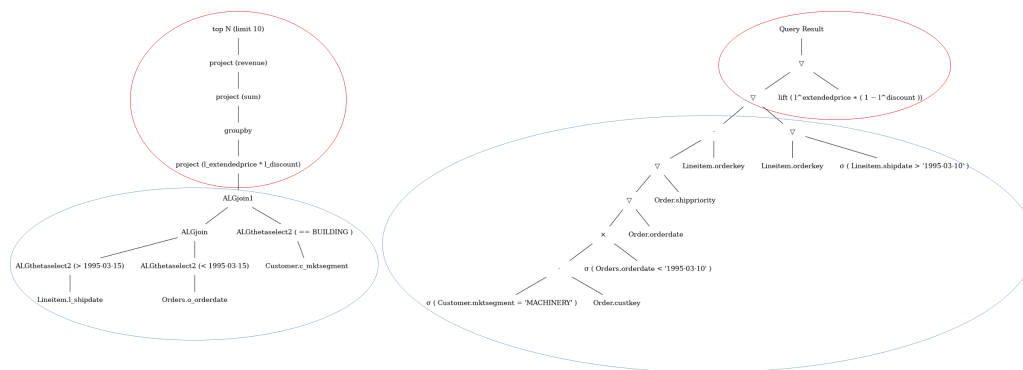 top N (limit 10)
project (revenue)
project (sum)
groupby
project (l_extendedprice * l_discount)
ALGjoin1
ALGjoin
ALGthetaselect2 ( == BUILDING )
ALGthetaselect2 (> 1995-03-15)
ALGthetaselect2 (< 1995-03-15)
Customer.c_mktsegment
Lineitem.l_shipdate
Orders.o_orderdate
Query Result
▽
▽
lift ( l^extendedprice * ( 1 − l^discount ))
▽
Lineitem.orderkey
Lineitem.orderkey
σ ( Lineitem.shipdate > '1995-03-10' )
▽
▽
Order.shippriority
×
Order.orderdate
σ ( Orders.orderdate < '1995-03-10' )
σ ( Customer.mktsegment = 'MACHINERY' )
Order.custkey